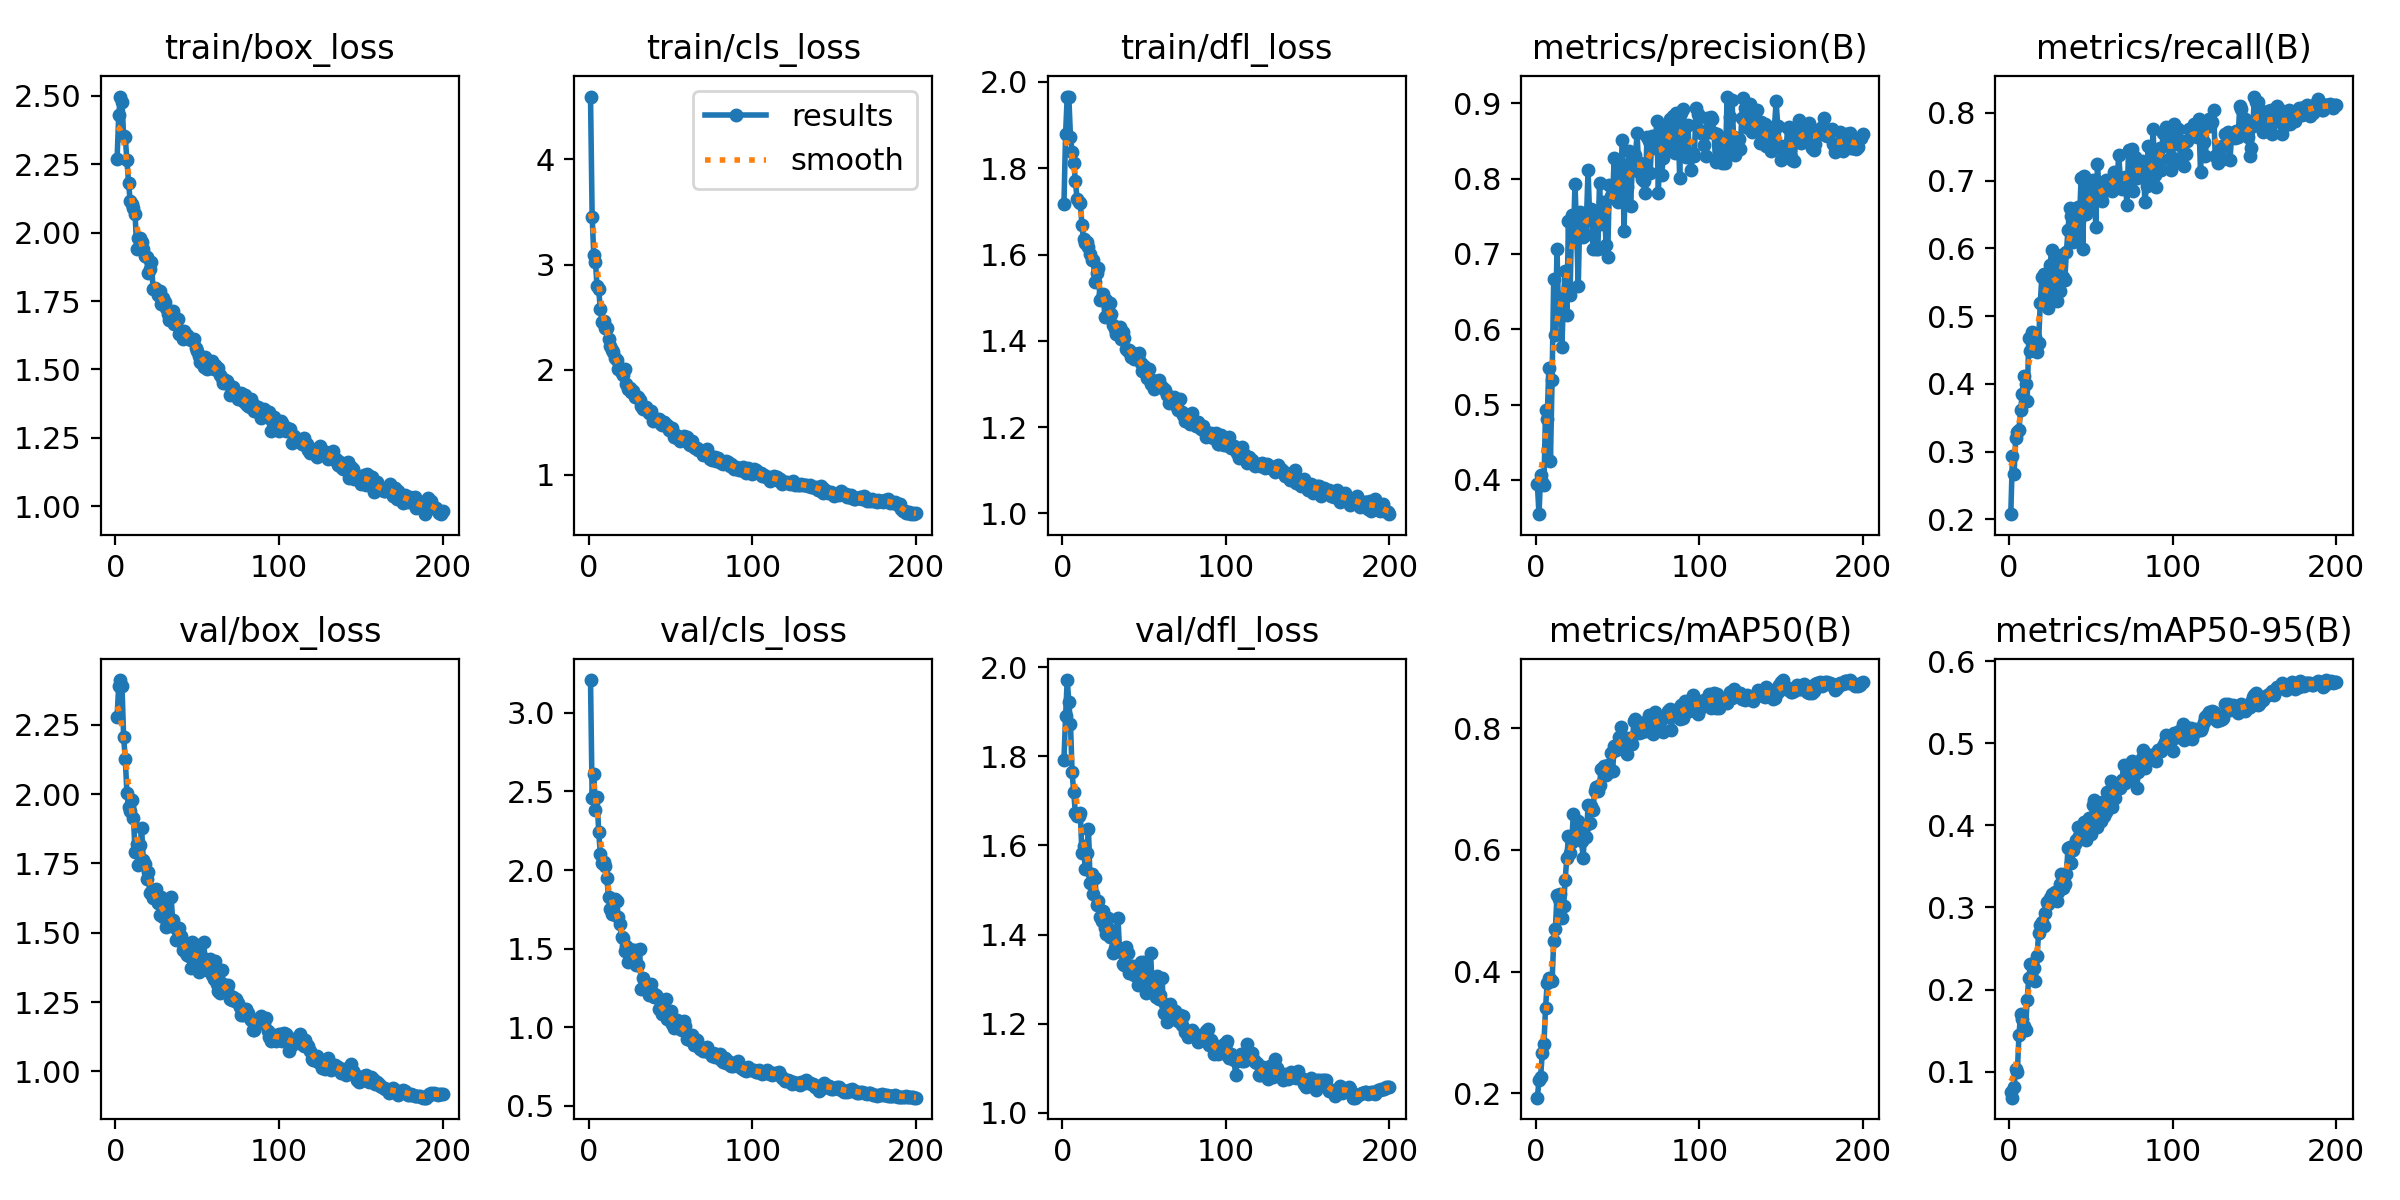 train/box_loss
2.50
2.25
2.00
1.75
1.50
1.25
1.00
0 100 200
train/cls_loss
results
smooth
4
3
2
1
0 100 200
train/dfl_loss
2.0
1.8
1.6
1.4
1.2
1.0
0 100 200
metrics/precision(B)
0.9
0.8
0.7
0.6
0.5
0.4
0 100 200
metrics/recall(B)
0.8
0.7
0.6
0.5
0.4
0.3
0.2
0 100 200
val/box_loss
2.25
2.00
1.75
1.50
1.25
1.00
0 100 200
val/cls_loss
3.0
2.5
2.0
1.5
1.0
0.5
0 100 200
val/dfl_loss
2.0
1.8
1.6
1.4
1.2
1.0
0 100 200
metrics/mAP50(B)
0.8
0.6
0.4
0.2
0 100 200
metrics/mAP50-95(B)
0.6
0.5
0.4
0.3
0.2
0.1
0 100 200